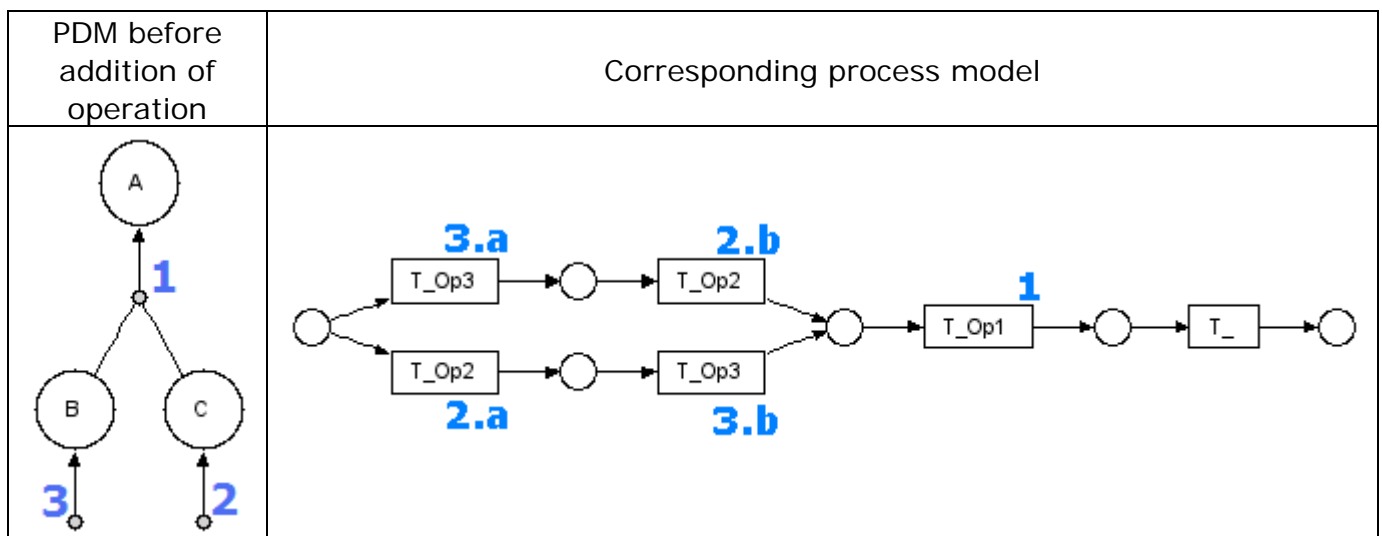 PDM before
addition of
operation
Corresponding process model
A
1
B
C
3
2
3.a
2.b
T_Op3
T_Op2
1
T_Op1
T_
T_Op2
T_Op3
2.a
3.b